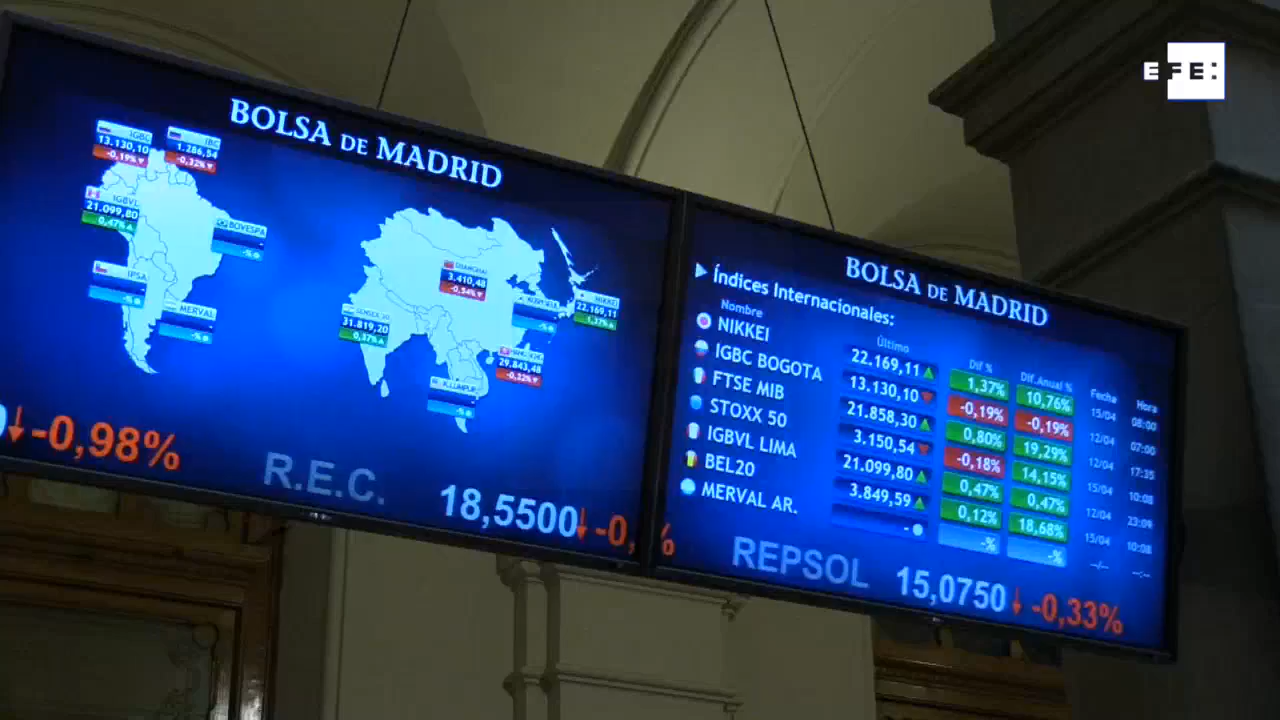 EFE:
BOLSA DE MADRID
IGBC
13.130,10
-0,19%▼
IBC
1.286,54
-0,32%▼
IGBVL
21.099,80
0,47%▲
BOVESPA
-%
IPSA
-%
MERVAL
-%
SHANGHAI
3.410,48
-0,54%▼
NIKKEI
22.169,11
1,37%▲
SENSEX 30
31.819,20
0,37%▲
HANG KONG
29.843,48
-0,32%▼
K.LUMPUR
-%
↓-0,98%
R.E.C.
18,5500↓-0, %
BOLSA DE MADRID
▶ Índices Internacionales:
Nombre Último Dif % Dif.Anual % Fecha Hora
NIKKEI 22.169,11▲ 1,37% 10,76% 15/04 08:00
IGBC BOGOTA 13.130,10▼ -0,19% -0,19% 12/04 07:00
FTSE MIB 21.858,30▲ 0,80% 19,29% 12/04 17:35
STOXX 50 3.150,54▼ -0,18% 14,15% 15/04 10:08
IGBVL LIMA 21.099,80▲ 0,47% 0,47% 12/04 23:09
BEL20 3.849,59▲ 0,12% 18,68% 15/04 10:08
MERVAL AR. - -% -% --/-- --:--
REPSOL 15,0750↓-0,33%